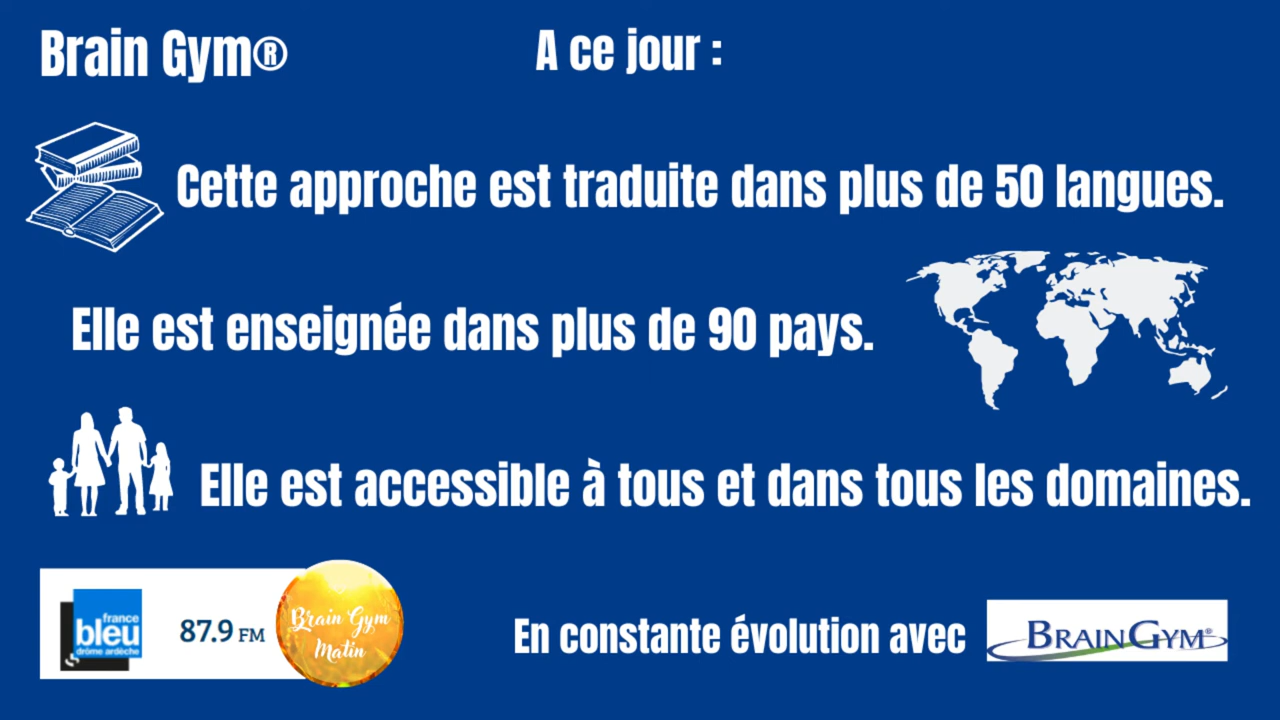 Brain Gym®
A ce jour :
Cette approche est traduite dans plus de 50 langues.
Elle est enseignée dans plus de 90 pays.
Elle est accessible à tous et dans tous les domaines.
france
bleu
drôme ardèche
87.9 FM
Brain Gym
Matin
En constante évolution avec
BRAIN GYM®